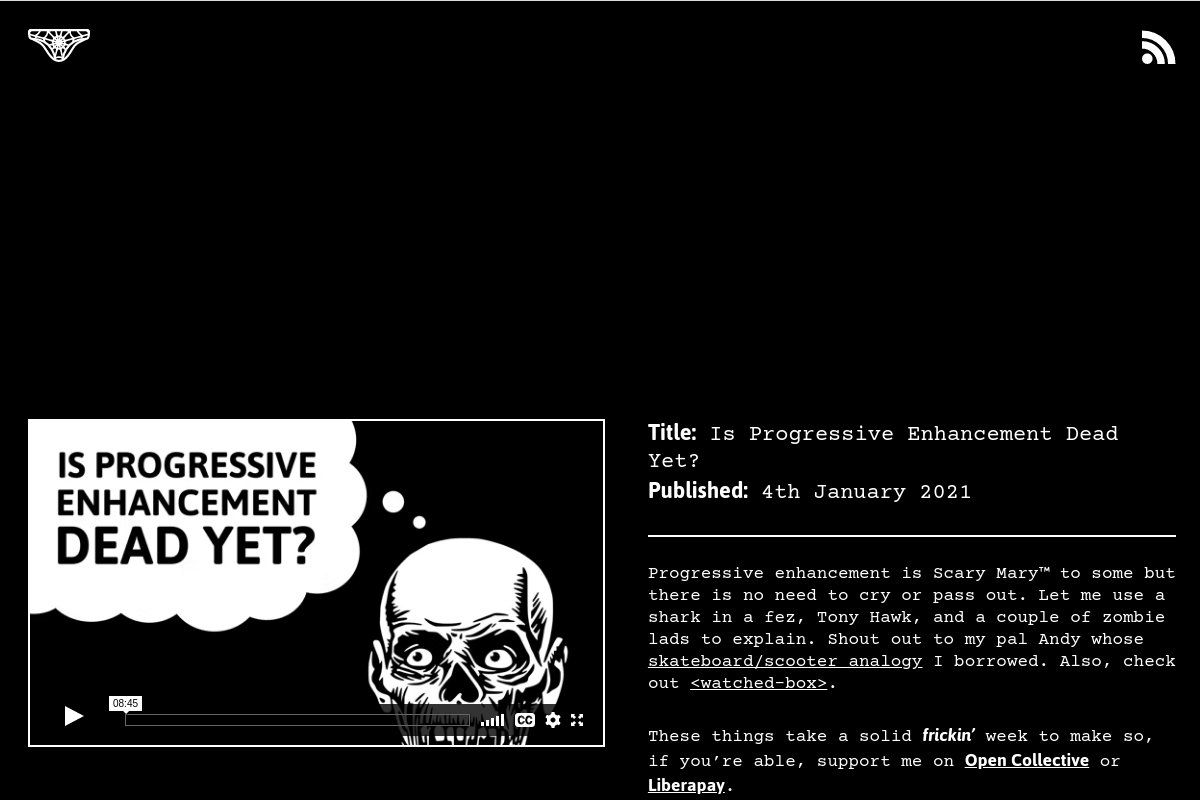 IS PROGRESSIVE
ENHANCEMENT
DEAD YET?
08:45
CC
Title: Is Progressive Enhancement Dead
Yet?
Published: 4th January 2021
Progressive enhancement is Scary Mary™ to some but
there is no need to cry or pass out. Let me use a
shark in a fez, Tony Hawk, and a couple of zombie
lads to explain. Shout out to my pal Andy whose
skateboard/scooter analogy I borrowed. Also, check
out <watched-box>.
These things take a solid frickin’ week to make so,
if you’re able, support me on Open Collective or
Liberapay.